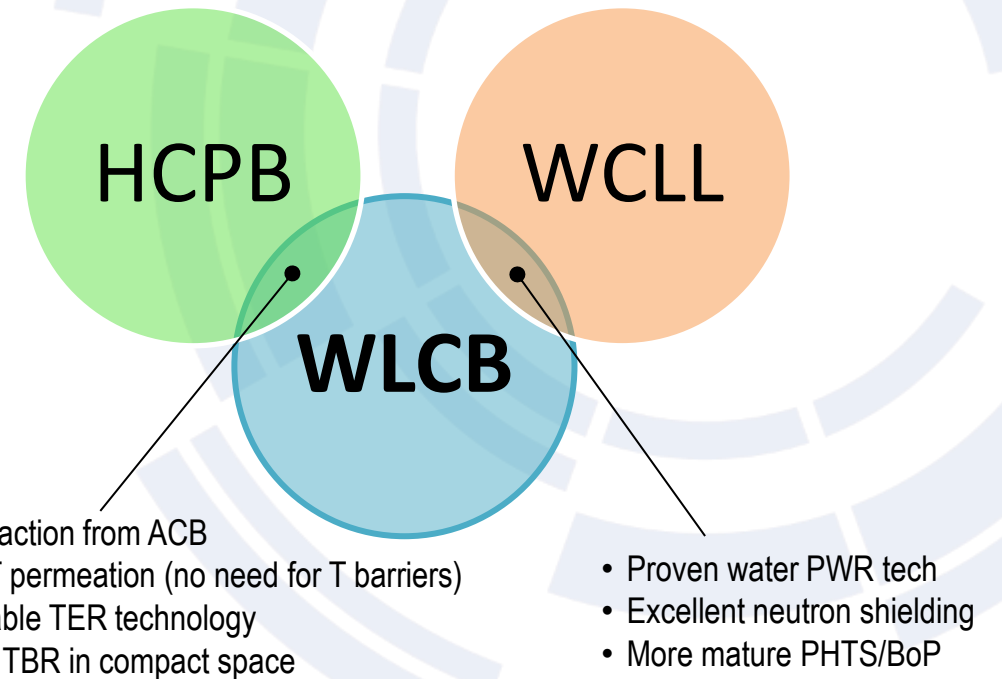 HCPB
WCLL
WLCB
action from ACB
permeation (no need for T barriers)
able TER technology
TBR in compact space
• Proven water PWR tech
• Excellent neutron shielding
• More mature PHTS/BoP